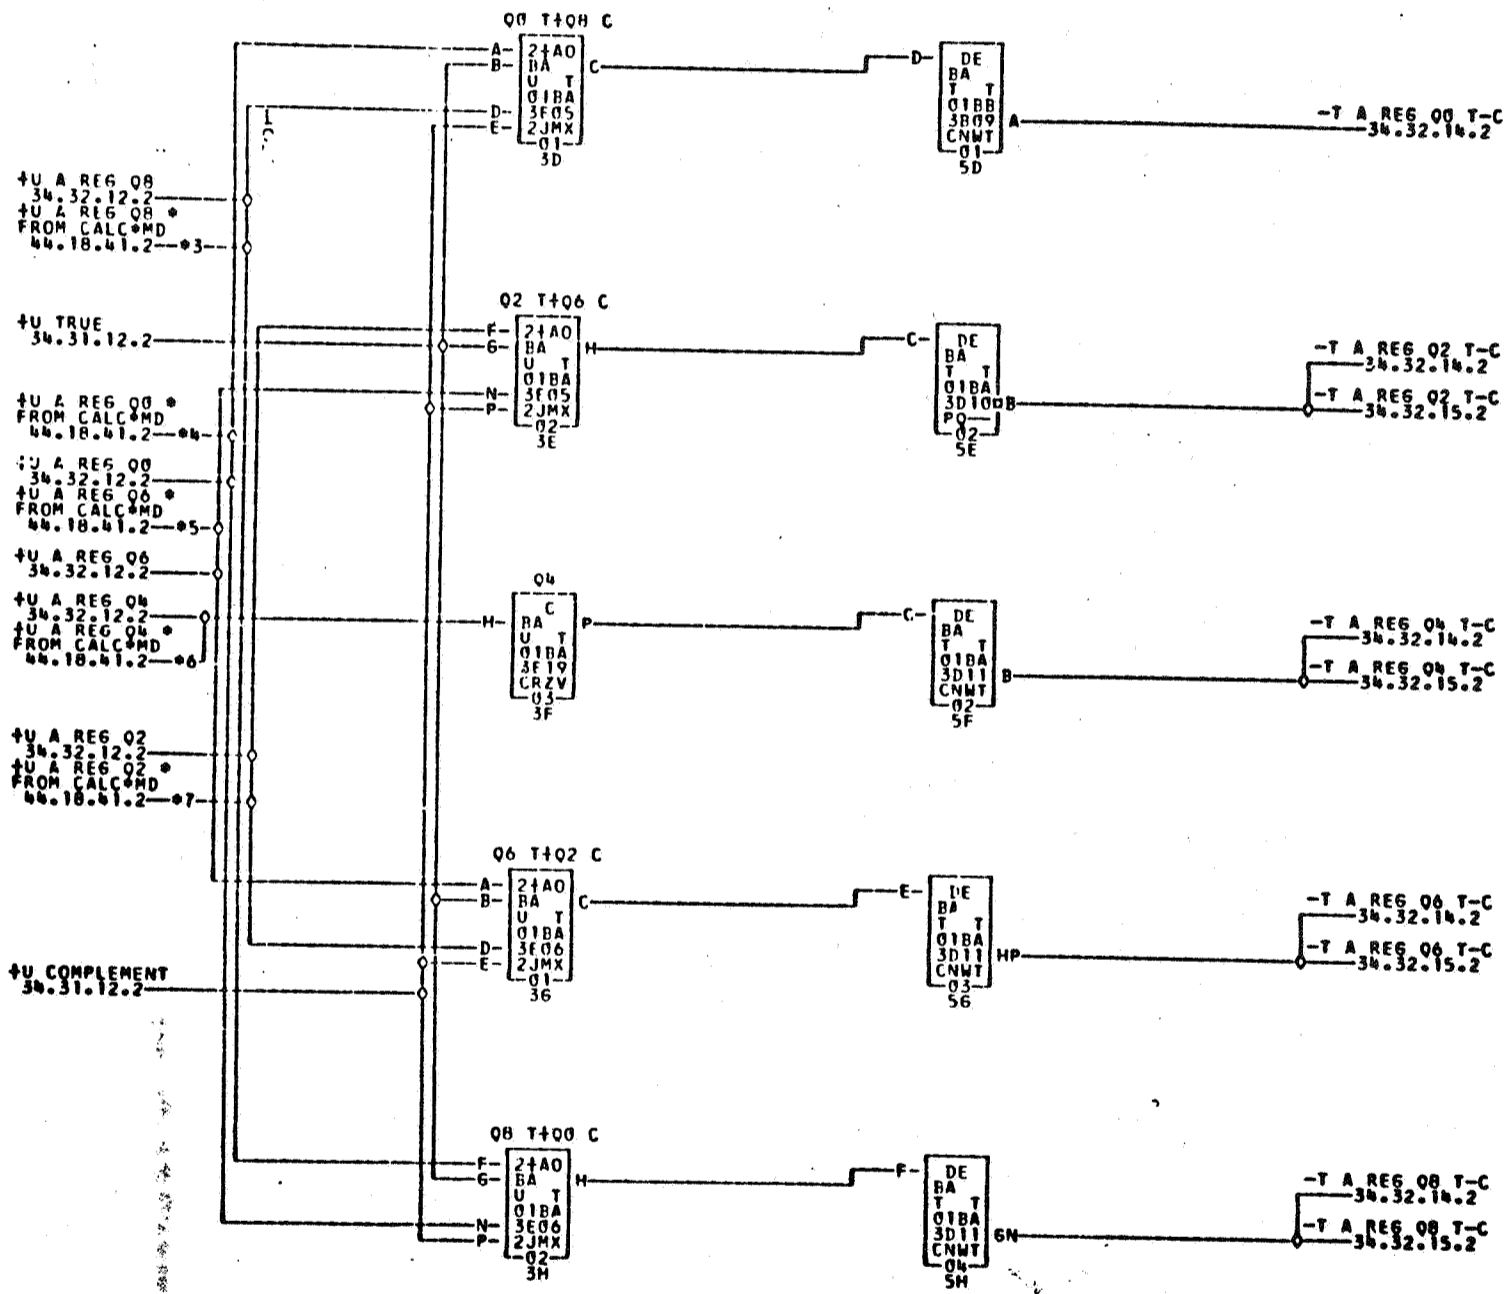 Q0 T+Q8 C
A- 2+AO
B- BA C
U T
01BA
D- 3F05
E- 2JMX
01
3D
D- DE
BA
T T
01BB
3B09 A
CNWT
01
5D
-T A REG Q0 T-C
34.32.14.2
+U A REG Q8
34.32.12.2
+U A REG Q8 *
FROM CALC*MD
44.18.41.2--*3
+U TRUE
34.31.12.2
+U A REG Q0 *
FROM CALC*MD
44.18.41.2--*4
+U A REG Q0
34.32.12.2
+U A REG Q6 *
FROM CALC*MD
44.18.41.2--*5
+U A REG Q6
34.32.12.2
+U A REG Q4
34.32.12.2
+U A REG Q4 *
FROM CALC*MD
44.18.41.2--*6
+U A REG Q2
34.32.12.2
+U A REG Q2 *
FROM CALC*MD
44.18.41.2--*7
+U COMPLEMENT
34.31.12.2
Q2 T+Q6 C
F- 2+AO
G- BA H
U T
01BA
N- 3E05
P- 2JMX
02
3E
C- DE
BA
T T
01BA
3D10 B
PQ
02
5E
-T A REG Q2 T-C
34.32.14.2
-T A REG Q2 T-C
34.32.15.2
Q4
C
H- BA P
U T
01BA
3E19
CRZV
03
3F
C- DE
BA
T T
01BA
3D11 B
CNWT
02
5F
-T A REG Q4 T-C
34.32.14.2
-T A REG Q4 T-C
34.32.15.2
Q6 T+Q2 C
A- 2+AO
B- BA C
U T
01BA
D- 3E06
E- 2JMX
01
3G
E- DE
BA
T T
01BA
3D11 HP
CNWT
03
5G
-T A REG Q6 T-C
34.32.14.2
-T A REG Q6 T-C
34.32.15.2
Q8 T+Q0 C
F- 2+AO
G- BA H
U T
01BA
N- 3E06
P- 2JMX
02
3H
F- DE
BA
T T
01BA
3D11 GN
CNWT
04
5H
-T A REG Q8 T-C
34.32.14.2
-T A REG Q8 T-C
34.32.15.2